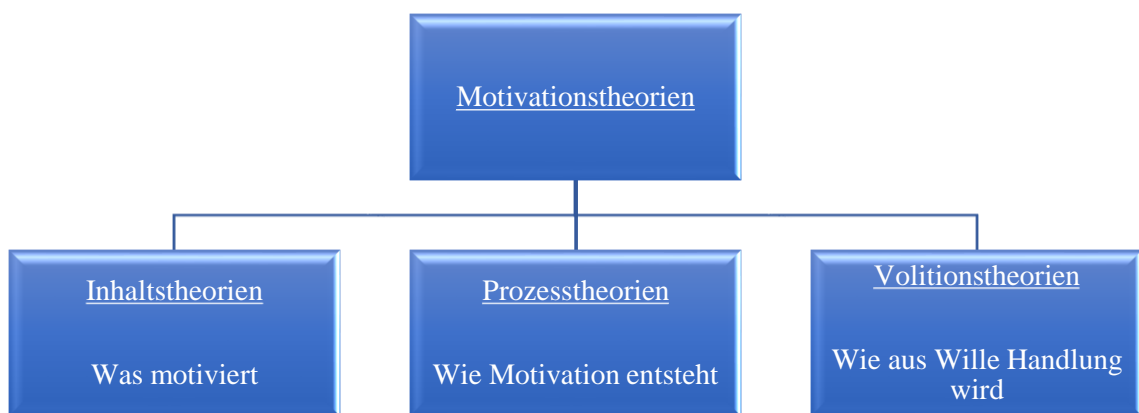 Motivationstheorien
Inhaltstheorien
Was motiviert
Prozesstheorien
Wie Motivation entsteht
Volitionstheorien
Wie aus Wille Handlung
wird